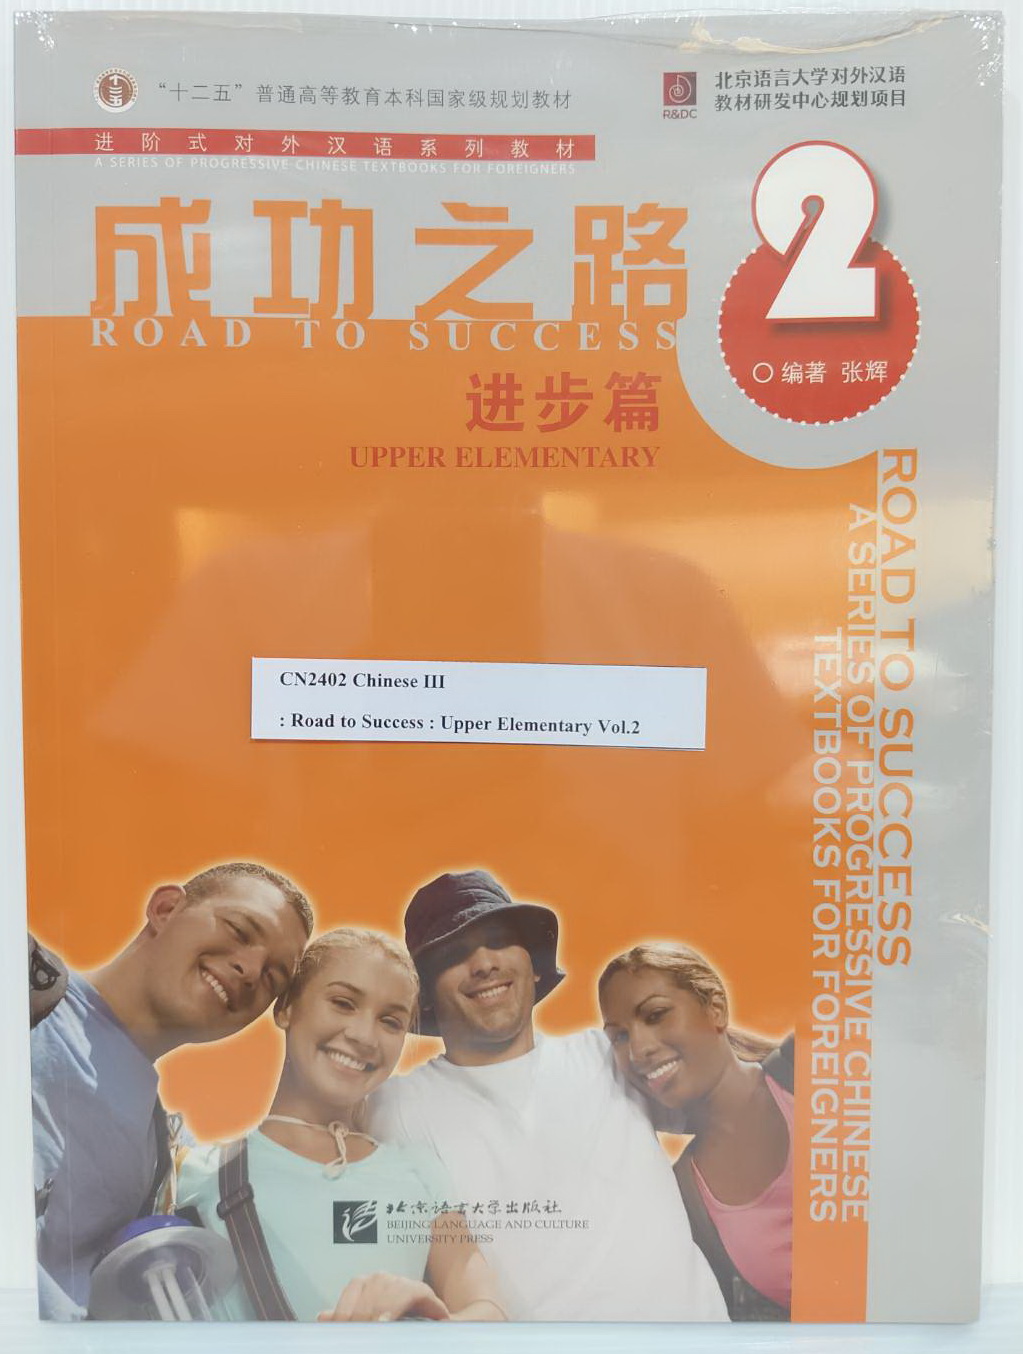 "十二五"普通高等教育本科国家级规划教材
R&DC
北京语言大学对外汉语
教材研发中心规划项目
进阶式对外汉语系列教材
A SERIES OF PROGRESSIVE CHINESE TEXTBOOKS FOR FOREIGNERS
成功之路
ROAD TO SUCCESS
2
编著 张辉
进步篇
UPPER ELEMENTARY
ROAD TO SUCCESS
A SERIES OF PROGRESSIVE CHINESE
TEXTBOOKS FOR FOREIGNERS
CN2402 Chinese III
: Road to Success : Upper Elementary Vol.2
北京语言大学出版社
BEIJING LANGUAGE AND CULTURE
UNIVERSITY PRESS